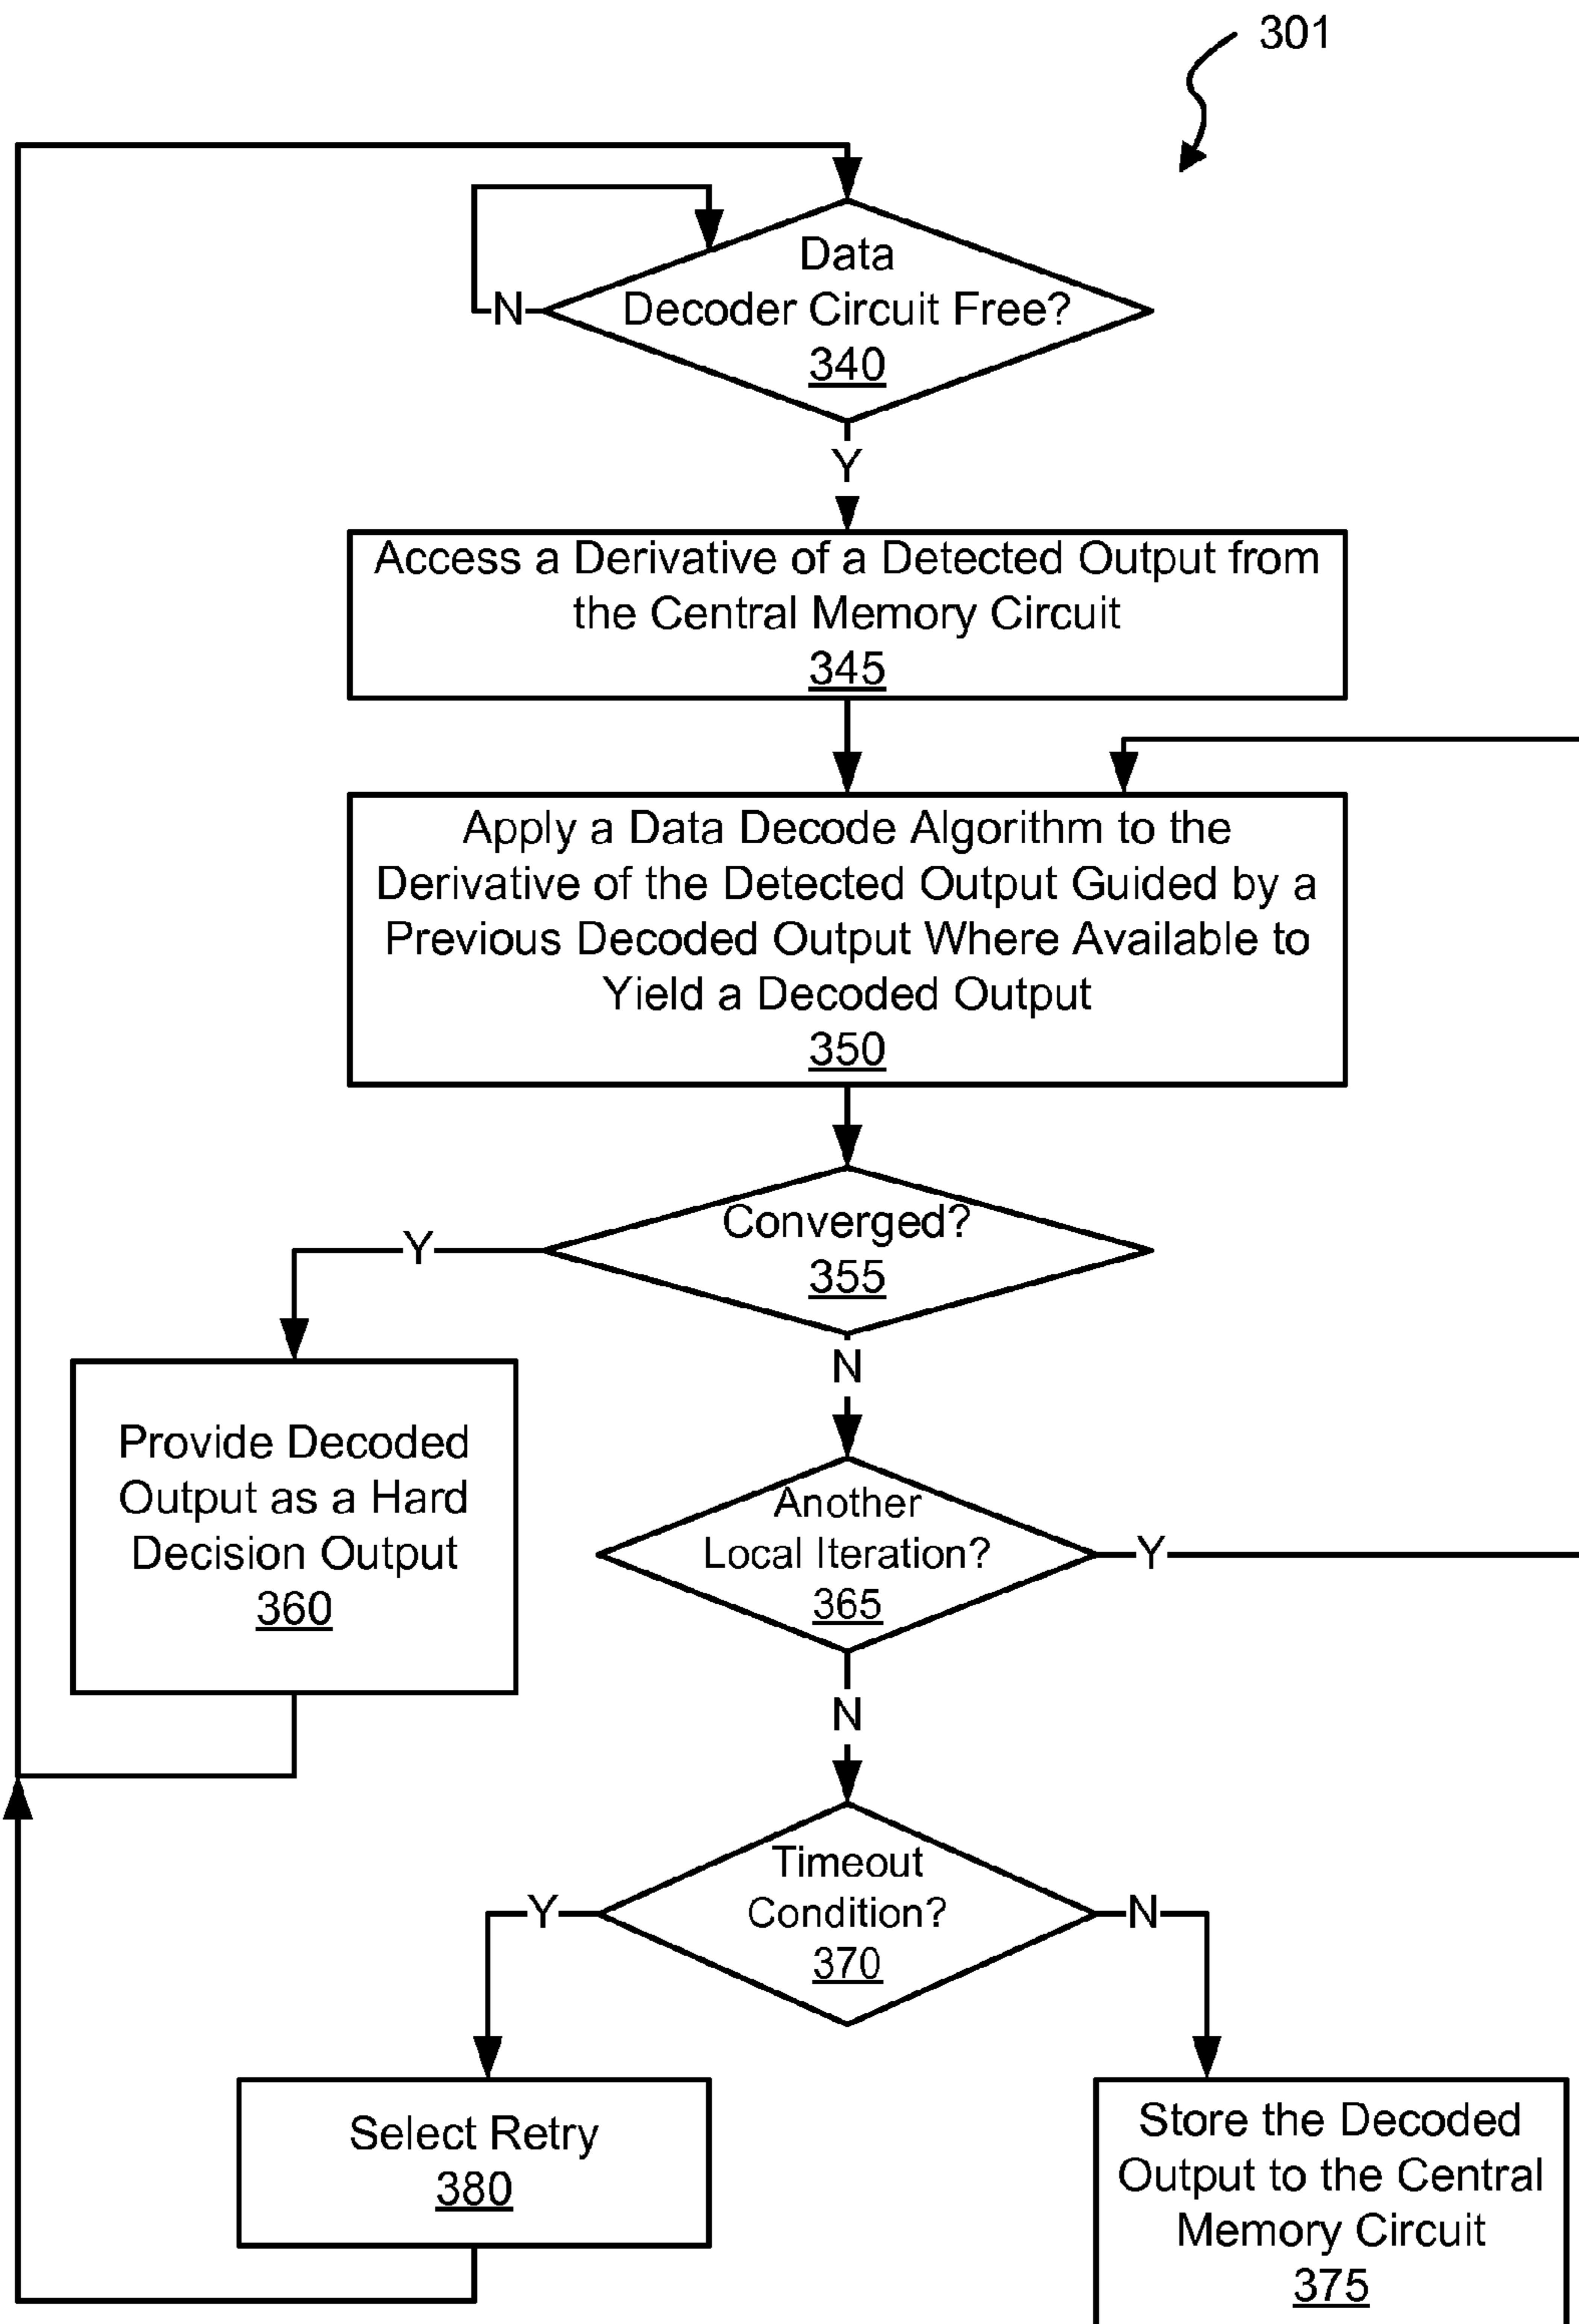 301
Data
Decoder Circuit Free?
340
N
Y
Access a Derivative of a Detected Output from
the Central Memory Circuit
345
Apply a Data Decode Algorithm to the
Derivative of the Detected Output Guided by a
Previous Decoded Output Where Available to
Yield a Decoded Output
350
Converged?
355
Y
N
Provide Decoded
Output as a Hard
Decision Output
360
Another
Local Iteration?
365
Y
N
Timeout
Condition?
370
Y
N
Select Retry
380
Store the Decoded
Output to the Central
Memory Circuit
375